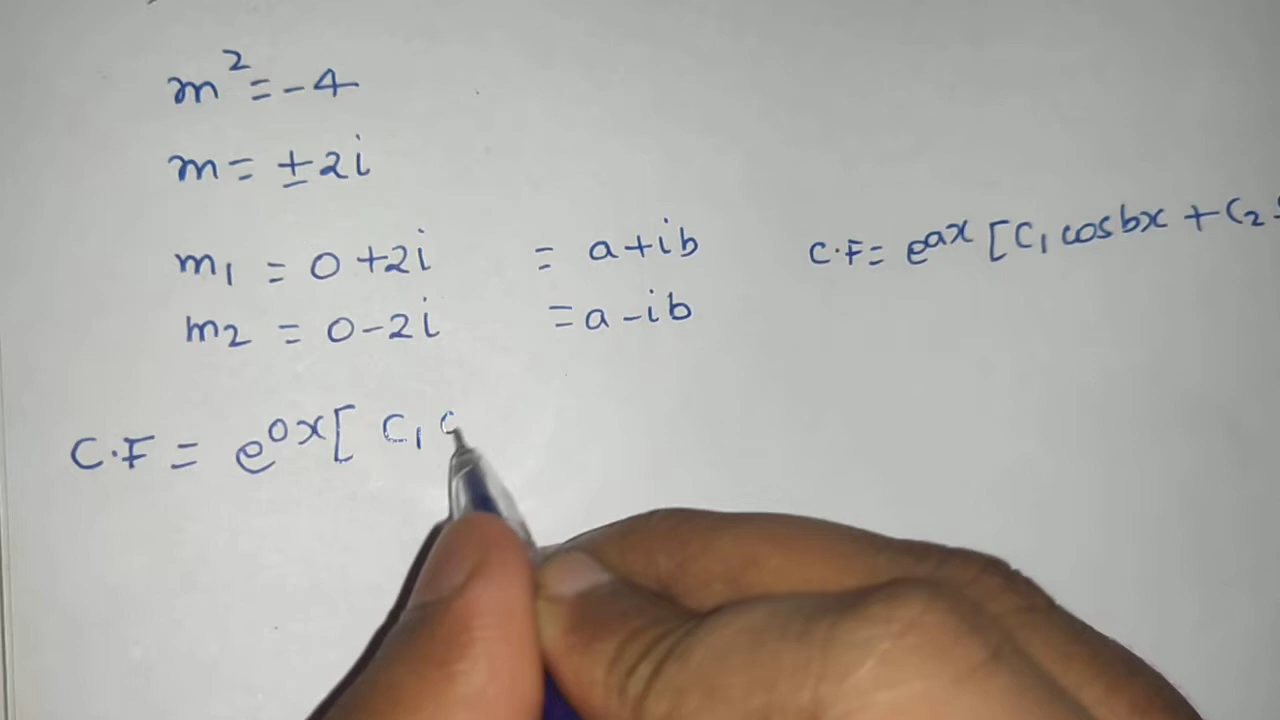 m² = -4
m = ±2i
m₁ = 0 + 2i = a + ib
m₂ = 0 - 2i = a - ib
C.F = e^ax [C₁ cos bx + C₂
C.F = e^0x [ C₁ c